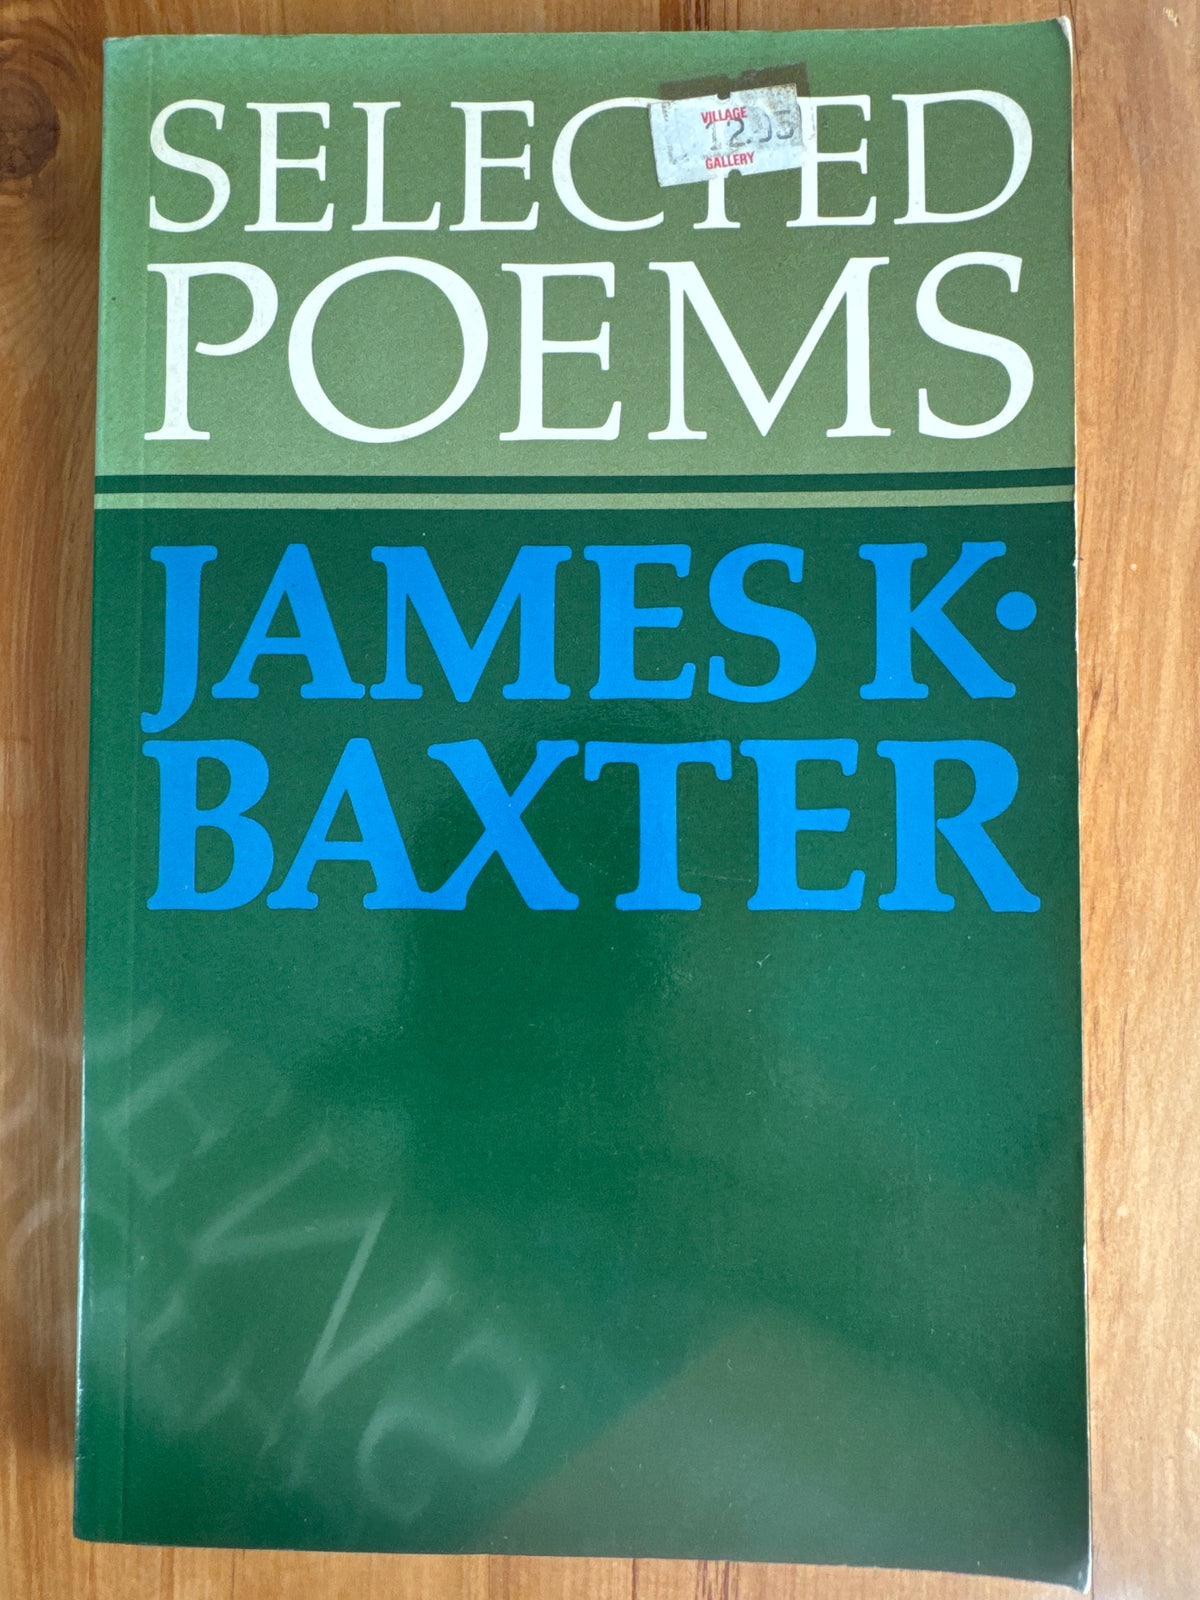 SELECTED
VILLAGE
12.95
GALLERY
POEMS
JAMES K·
BAXTER